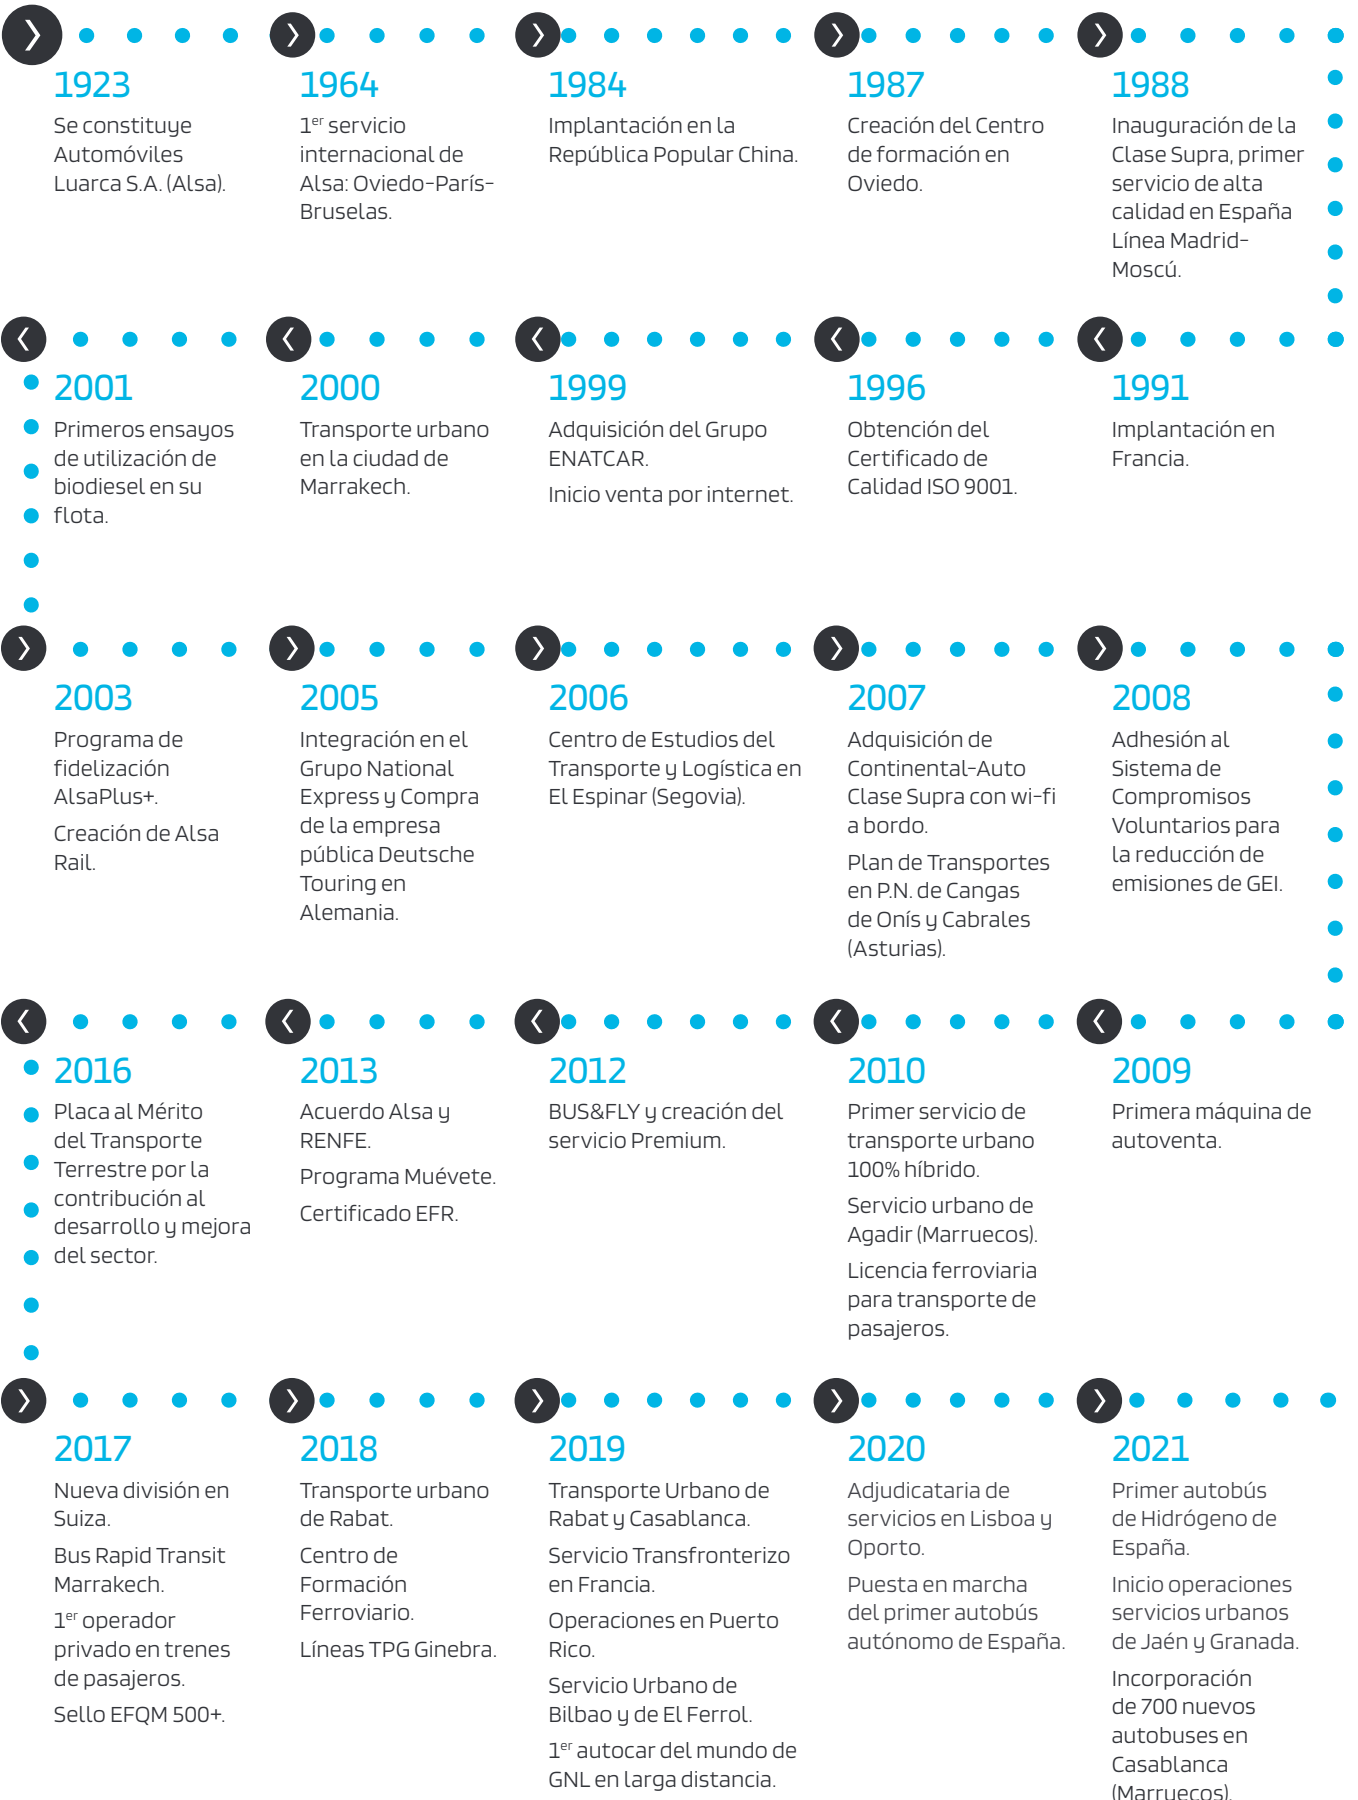 1923
Se constituye
Automóviles
Luarca S.A. (Alsa).
1964
1er servicio
internacional de
Alsa: Oviedo-París-
Bruselas.
1984
Implantación en la
República Popular China.
1987
Creación del Centro
de formación en
Oviedo.
1988
Inauguración de la
Clase Supra, primer
servicio de alta
calidad en España
Línea Madrid-
Moscú.
1991
Implantación en
Francia.
1996
Obtención del
Certificado de
Calidad ISO 9001.
1999
Adquisición del Grupo
ENATCAR.
Inicio venta por internet.
2000
Transporte urbano
en la ciudad de
Marrakech.
2001
Primeros ensayos
de utilización de
biodiesel en su
flota.
2003
Programa de
fidelización
AlsaPlus+.
Creación de Alsa
Rail.
2005
Integración en el
Grupo National
Express y Compra
de la empresa
pública Deutsche
Touring en
Alemania.
2006
Centro de Estudios del
Transporte y Logística en
El Espinar (Segovia).
2007
Adquisición de
Continental-Auto
Clase Supra con wi-fi
a bordo.
Plan de Transportes
en P.N. de Cangas
de Onís y Cabrales
(Asturias).
2008
Adhesión al
Sistema de
Compromisos
Voluntarios para
la reducción de
emisiones de GEI.
2009
Primera máquina de
autoventa.
2010
Primer servicio de
transporte urbano
100% híbrido.
Servicio urbano de
Agadir (Marruecos).
Licencia ferroviaria
para transporte de
pasajeros.
2012
BUS&FLY y creación del
servicio Premium.
2013
Acuerdo Alsa y
RENFE.
Programa Muévete.
Certificado EFR.
2016
Placa al Mérito
del Transporte
Terrestre por la
contribución al
desarrollo y mejora
del sector.
2017
Nueva división en
Suiza.
Bus Rapid Transit
Marrakech.
1er operador
privado en trenes
de pasajeros.
Sello EFQM 500+.
2018
Transporte urbano
de Rabat.
Centro de
Formación
Ferroviario.
Líneas TPG Ginebra.
2019
Transporte Urbano de
Rabat y Casablanca.
Servicio Transfronterizo
en Francia.
Operaciones en Puerto
Rico.
Servicio Urbano de
Bilbao y de El Ferrol.
1er autocar del mundo de
GNL en larga distancia.
2020
Adjudicataria de
servicios en Lisboa y
Oporto.
Puesta en marcha
del primer autobús
autónomo de España.
2021
Primer autobús
de Hidrógeno de
España.
Inicio operaciones
servicios urbanos
de Jaén y Granada.
Incorporación
de 700 nuevos
autobuses en
Casablanca
(Marruecos).